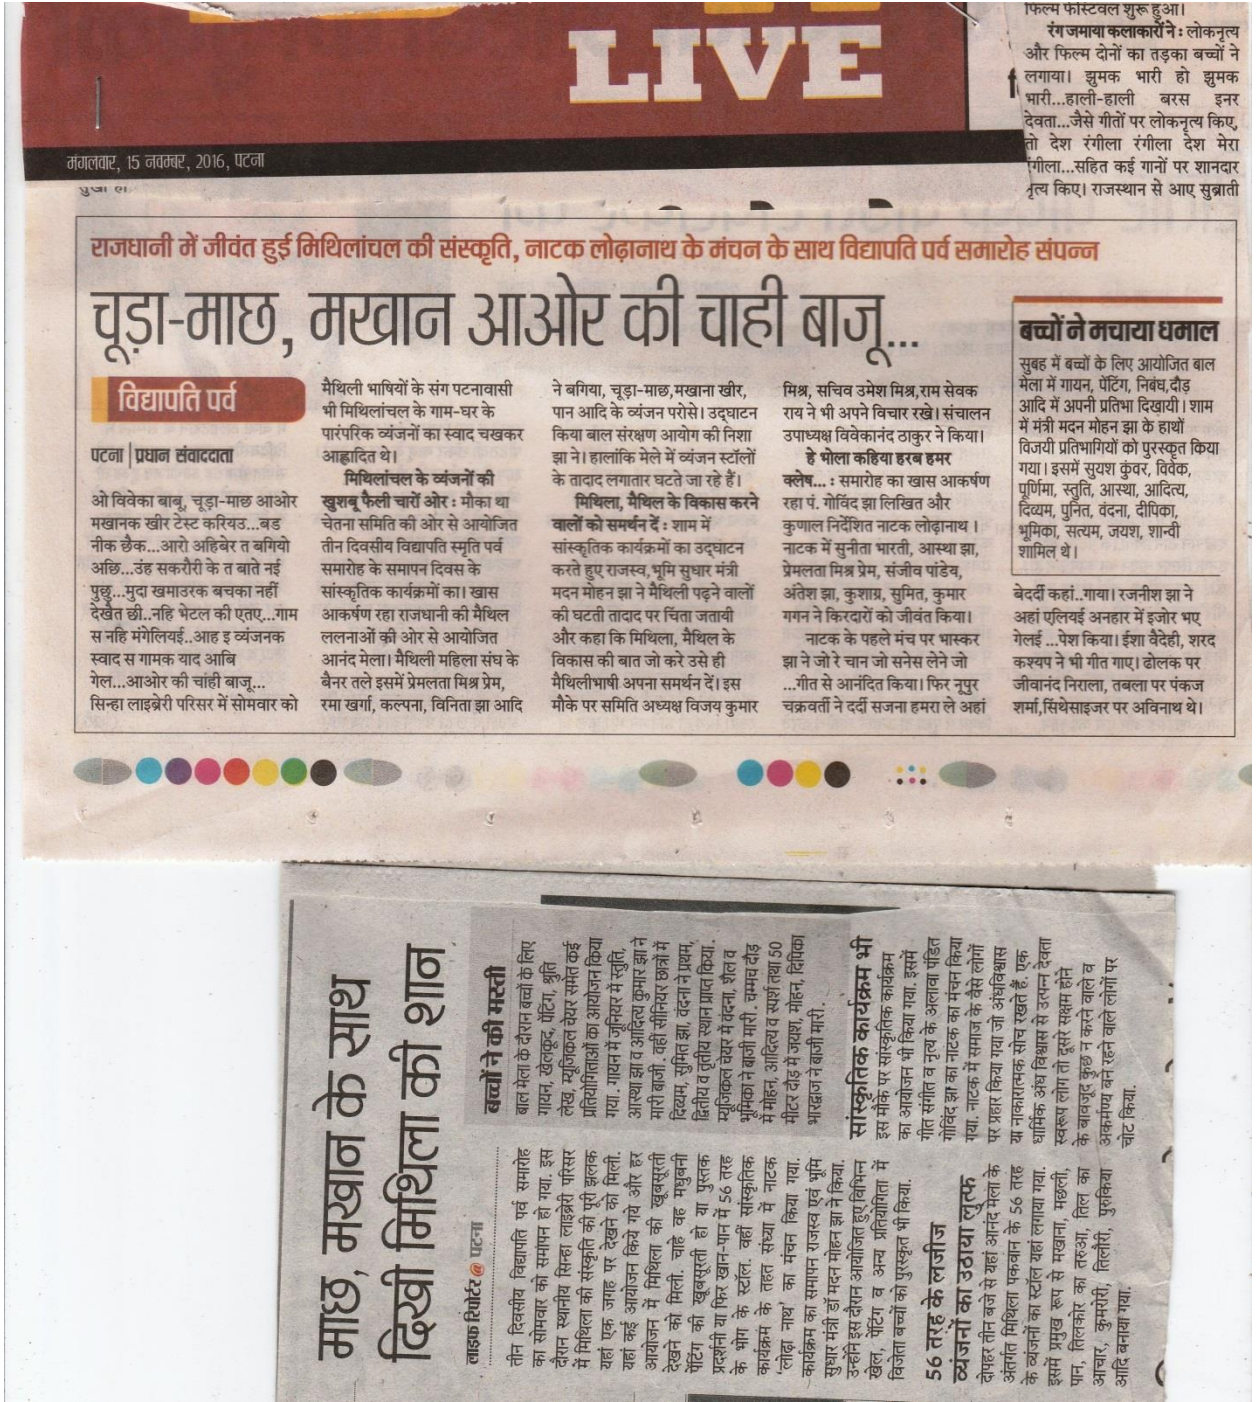 LIVE
मंगलवार, 15 नवम्बर, 2016, पटना
फिल्म फेस्टिवल शुरू हुआ।
रंग जमाया कलाकारों ने : लोकनृत्य
और फिल्म दोनों का तड़का बच्चों ने
लगाया। झुमक भारी हो झुमक
भारी...हाली-हाली बरस इनर
देवता...जैसे गीतों पर लोकनृत्य किए,
तो देश रंगीला रंगीला देश मेरा
रंगीला...सहित कई गानों पर शानदार
नृत्य किए। राजस्थान से आए सुब्राती
राजधानी में जीवंत हुई मिथिलांचल की संस्कृति, नाटक लोढ़ानाथ के मंचन के साथ विद्यापति पर्व समारोह संपन्न
चूड़ा-माछ, मखान आओर की चाही बाजू...
विद्यापति पर्व
पटना | प्रधान संवाददाता
ओ विवेका बाबू, चूड़ा-माछ आओर
मखानक खीर टेस्ट करियउ...बड
नीक छैक...आरो अहिबेर त बगियो
अछि...उंह सकरौरी के त बाते नई
पुछू...मुदा खमाउरक बचका नहीं
देखैत छी..नहि भेटल की एतए...गाम
स नहि मंगेलियई..आह इ व्यंजनक
स्वाद स गामक याद आबि
गेल...आओर की चांही बाजू...
सिन्हा लाइब्रेरी परिसर में सोमवार को
मैथिली भाषियों के संग पटनावासी
भी मिथिलांचल के गाम-घर के
पारंपरिक व्यंजनों का स्वाद चखकर
आह्लादित थे।
मिथिलांचल के व्यंजनों की
खुशबू फैली चारों ओर : मौका था
चेतना समिति की ओर से आयोजित
तीन दिवसीय विद्यापति स्मृति पर्व
समारोह के समापन दिवस के
सांस्कृतिक कार्यक्रमों का। खास
आकर्षण रहा राजधानी की मैथिल
ललनाओं की ओर से आयोजित
आनंद मेला। मैथिली महिला संघ के
बैनर तले इसमें प्रेमलता मिश्र प्रेम,
रमा खर्गा, कल्पना, विनिता झा आदि
ने बगिया, चूड़ा-माछ,मखाना खीर,
पान आदि के व्यंजन परोसे। उद्घाटन
किया बाल संरक्षण आयोग की निशा
झा ने। हालांकि मेले में व्यंजन स्टॉलों
के तादाद लगातार घटते जा रहे हैं।
मिथिला, मैथिल के विकास करने
वालों को समर्थन दें : शाम में
सांस्कृतिक कार्यक्रमों का उद्घाटन
करते हुए राजस्व,भूमि सुधार मंत्री
मदन मोहन झा ने मैथिली पढ़ने वालों
की घटती तादाद पर चिंता जतायी
और कहा कि मिथिला, मैथिल के
विकास की बात जो करे उसे ही
मैथिलीभाषी अपना समर्थन दें। इस
मौके पर समिति अध्यक्ष विजय कुमार
मिश्र, सचिव उमेश मिश्र,राम सेवक
राय ने भी अपने विचार रखे। संचालन
उपाध्यक्ष विवेकानंद ठाकुर ने किया।
हे भोला कहिया हरब हमर
क्लेष... : समारोह का खास आकर्षण
रहा पं. गोविंद झा लिखित और
कुणाल निर्देशित नाटक लोढ़ानाथ ।
नाटक में सुनीता भारती, आस्था झा,
प्रेमलता मिश्र प्रेम, संजीव पांडेय,
अंतेश झा, कुशाग्र, सुमित, कुमार
गगन ने किरदारों को जीवंत किया।
नाटक के पहले मंच पर भास्कर
झा ने जो रे चान जो सनेस लेने जो
...गीत से आनंदित किया। फिर नूपुर
चक्रवर्ती ने दर्दी सजना हमरा ले अहां
बच्चों ने मचाया धमाल
सुबह में बच्चों के लिए आयोजित बाल
मेला में गायन, पेंटिंग, निबंध,दौड़
आदि में अपनी प्रतिभा दिखायी। शाम
में मंत्री मदन मोहन झा के हाथों
विजयी प्रतिभागियों को पुरस्कृत किया
गया। इसमें सुयश कुंवर, विवेक,
पूर्णिमा, स्तुति, आस्था, आदित्य,
दिव्यम, पुनित, वंदना, दीपिका,
भूमिका, सत्यम, जयश, शान्वी
शामिल थे।
बेदर्दी कहां..गाया। रजनीश झा ने
अहां एलियई अनहार में इजोर भए
गेलई ...पेश किया। ईशा वैदेही, शरद
कश्यप ने भी गीत गाए। ढोलक पर
जीवानंद निराला, तबला पर पंकज
शर्मा,सिंथेसाइजर पर अविनाथ थे।
माछ, मखान के साथ
दिखी मिथिला की शान
लाइफ रिपोर्टर @ पटना
तीन दिवसीय विद्यापति पर्व समारोह
का सोमवार को समापन हो गया. इस
दौरान स्थानीय सिन्हा लाइब्रेरी परिसर
में मिथिला की संस्कृति की पूरी झलक
यहां एक जगह पर देखने को मिली.
यहां कई आयोजन किये गये और हर
आयोजन में मिथिला की खूबसूरती
देखने को मिली. चाहे वह मधुबनी
पेंटिंग की खूबसूरती हो या पुस्तक
प्रदर्शनी या फिर खान-पान में 56 तरह
के भोग के स्टॉल. वहीं सांस्कृतिक
कार्यक्रम के तहत संध्या में नाटक
'लोढ़ा नाथ' का मंचन किया गया.
कार्यक्रम का समापन राजस्व एवं भूमि
सुधार मंत्री डॉ मदन मोहन झा ने किया.
उन्होंने इस दौरान आयोजित हुए विभिन्न
खेल, पेंटिंग व अन्य प्रतियोगिता में
विजेता बच्चों को पुरस्कृत भी किया.
56 तरह के लजीज
व्यंजनों का उठाया लुत्फ
दोपहर तीन बजे से यहां आनंद मेला के
अंतर्गत मिथिला पकवान के 56 तरह
के व्यंजनों का स्टॉल यहां लगाया गया.
इसमें प्रमुख रूप से मखाना, मछली,
पान, तिलकोर का तरुआ, तिल का
आचार, कुमरौरी, तिलौरी, पुरुकिया
आदि बनाया गया.
बच्चों ने की मस्ती
बाल मेला के दौरान बच्चों के लिए
गायन, खेलकूद, पेंटिंग, श्रुति
लेख, म्यूजिकल चेयर समेत कई
प्रतियोगिताओं का आयोजन किया
गया. गायन में जूनियर में स्तुति,
आस्था झा व आदित्य कुमार झा ने
मारी बाजी. वहीं सीनियर छात्रों में
दिव्यम, सुमित झा, वंदना ने प्रथम,
द्वितीय व तृतीय स्थान प्राप्त किया.
म्यूजिकल चेयर में वंदना, शैल व
भूमिका ने बाजी मारी. चम्मच दौड़
में मोहन, आदित्य व स्पर्श तथा 50
मीटर दौड़ में जयश, मोहन, दिपिका
भारद्वाज ने बाजी मारी.
सांस्कृतिक कार्यक्रम भी
इस मौके पर सांस्कृतिक कार्यक्रम
का आयोजन भी किया गया. इसमें
गीत संगीत व नृत्य के अलावा पंडित
गोविंद झा का नाटक का मंचन किया
गया. नाटक में समाज के वैसे लोगों
पर प्रहार किया गया जो अंधविश्वास
या नाकारात्मक सोच रखते हैं. एक
धार्मिक अंध विश्वास से उत्पन्न देवता
स्वरूप लोग तो दूसरे सक्षम होने
के बावजूद कुछ न करने वाले व
अकर्मण्य बन रहने वाले लोगों पर
चोट किया.